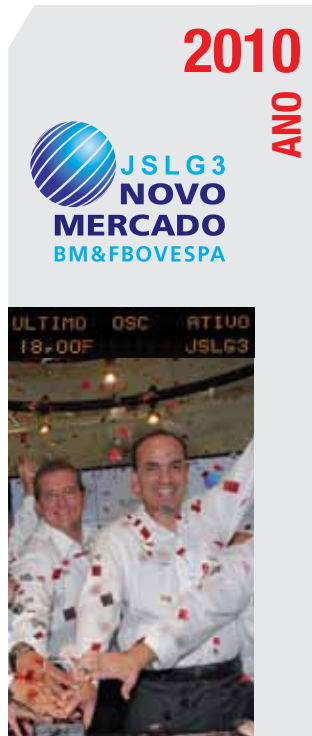 2010
ANO
JSLG3
NOVO
MERCADO
BM&FBOVESPA
ULTIMO OSC ATIVO
18,00F JSLG3